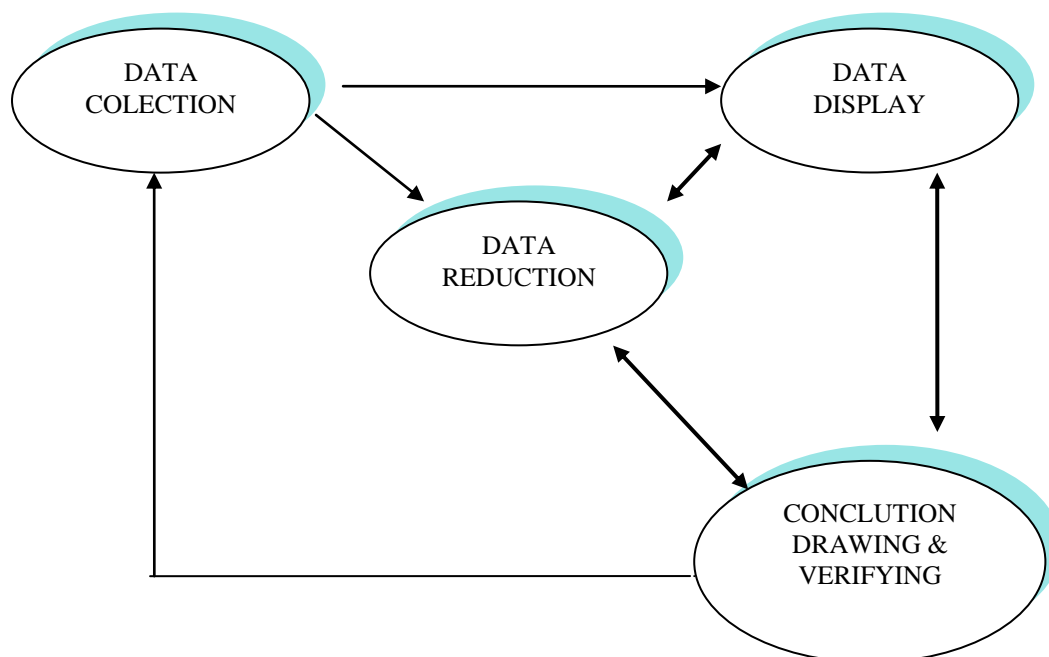 DATA
COLECTION
DATA
DISPLAY
DATA
REDUCTION
CONCLUTION
DRAWING &
VERIFYING